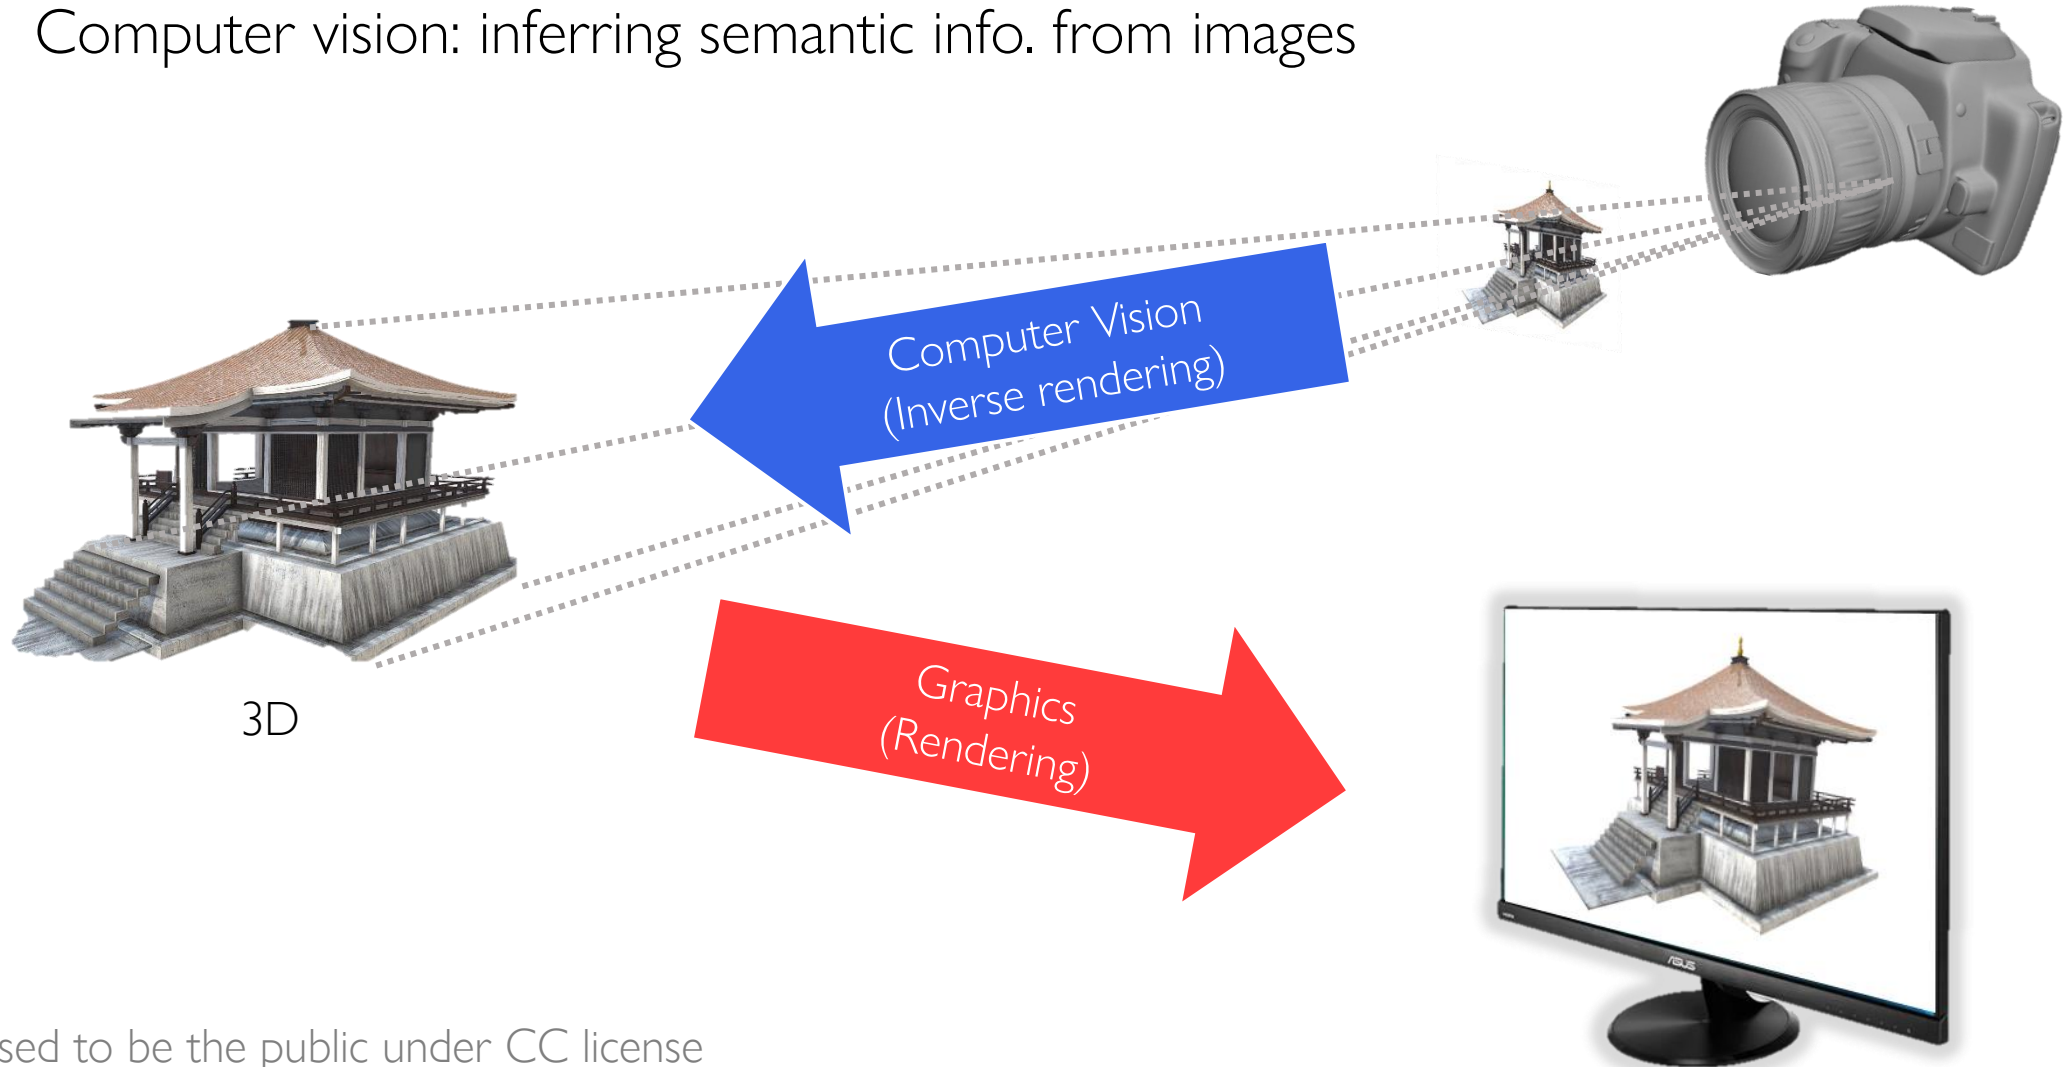 Computer vision: inferring semantic info. from images
Computer Vision
(Inverse rendering)
3D
Graphics
(Rendering)
ASUS
sed to be the public under CC license